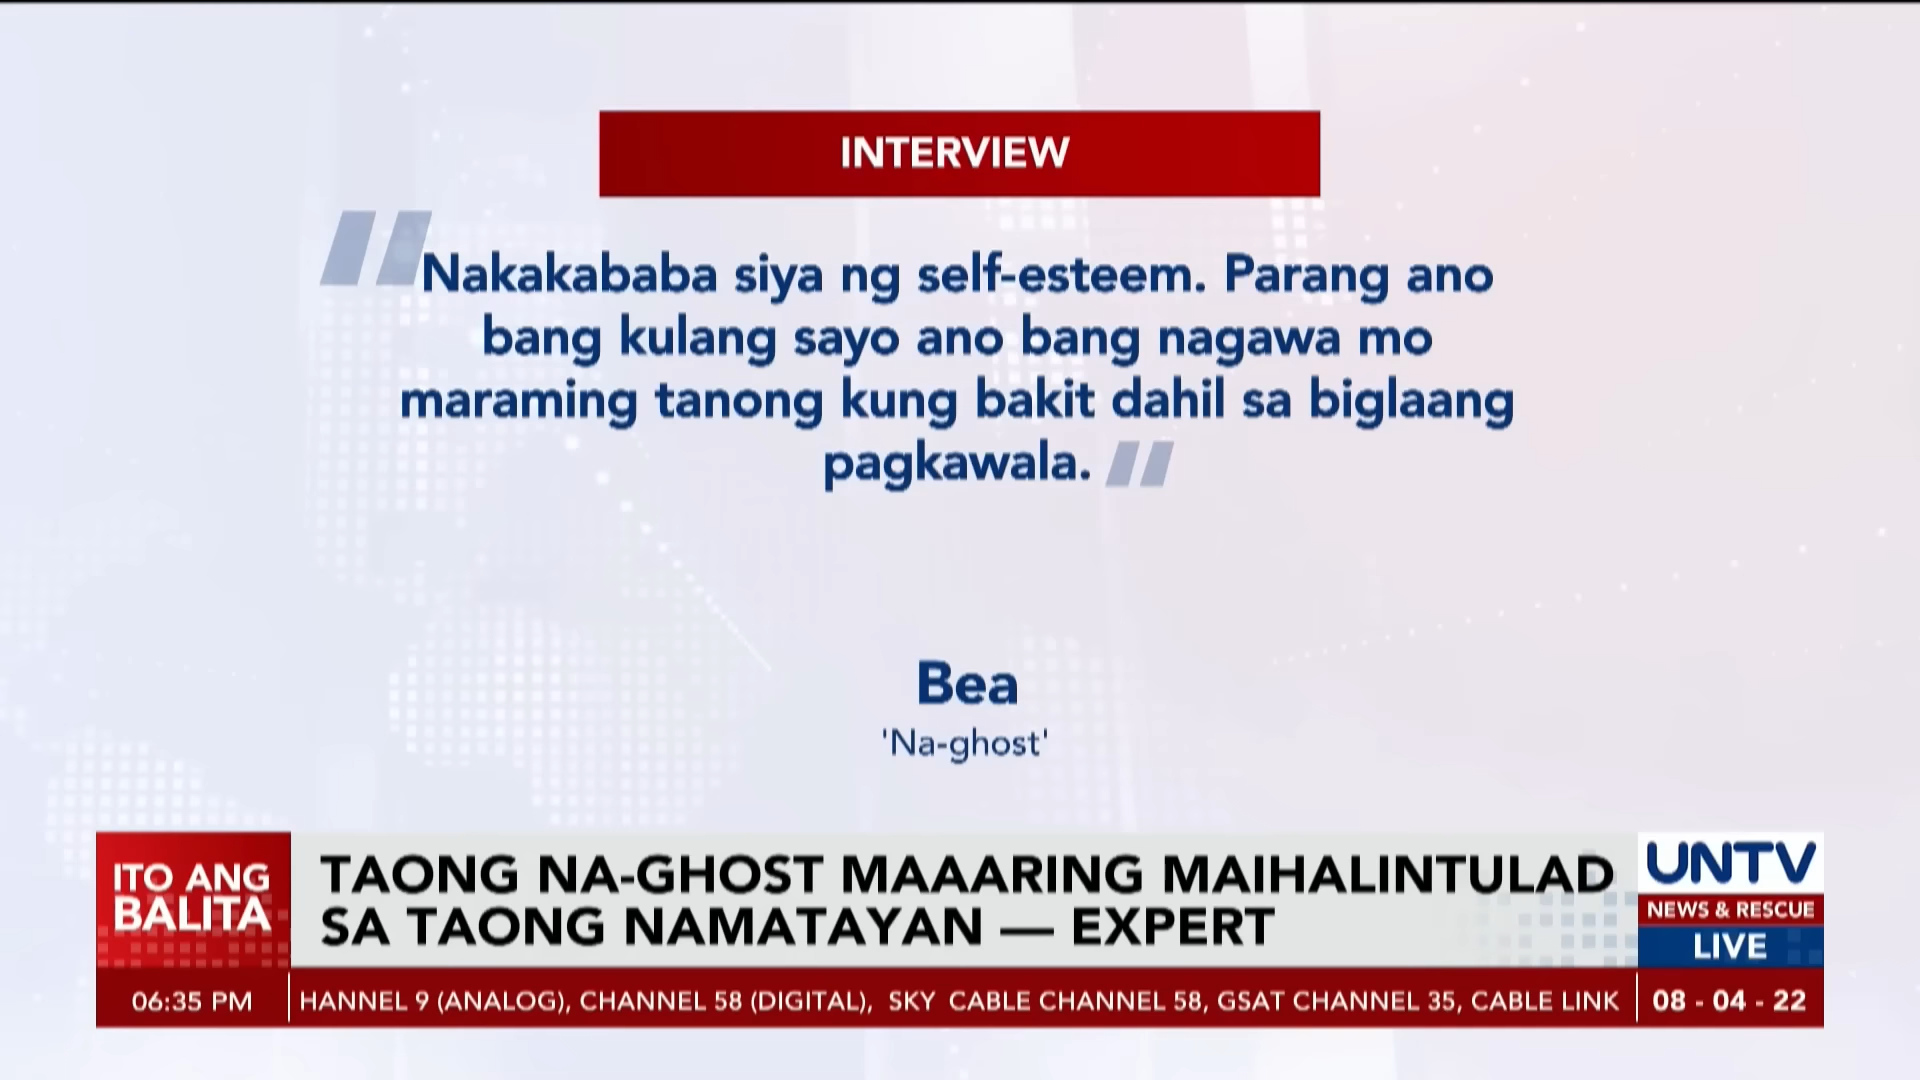 INTERVIEW
Nakakababa siya ng self-esteem. Parang ano
bang kulang sayo ano bang nagawa mo
maraming tanong kung bakit dahil sa biglaang
pagkawala.
Bea
'Na-ghost'
ITO ANG
BALITA
TAONG NA-GHOST MAAARING MAIHALINTULAD
SA TAONG NAMATAYAN — EXPERT
UNTV
NEWS & RESCUE
LIVE
06:35 PM
HANNEL 9 (ANALOG), CHANNEL 58 (DIGITAL), SKY CABLE CHANNEL 58, GSAT CHANNEL 35, CABLE LINK
08 - 04 - 22